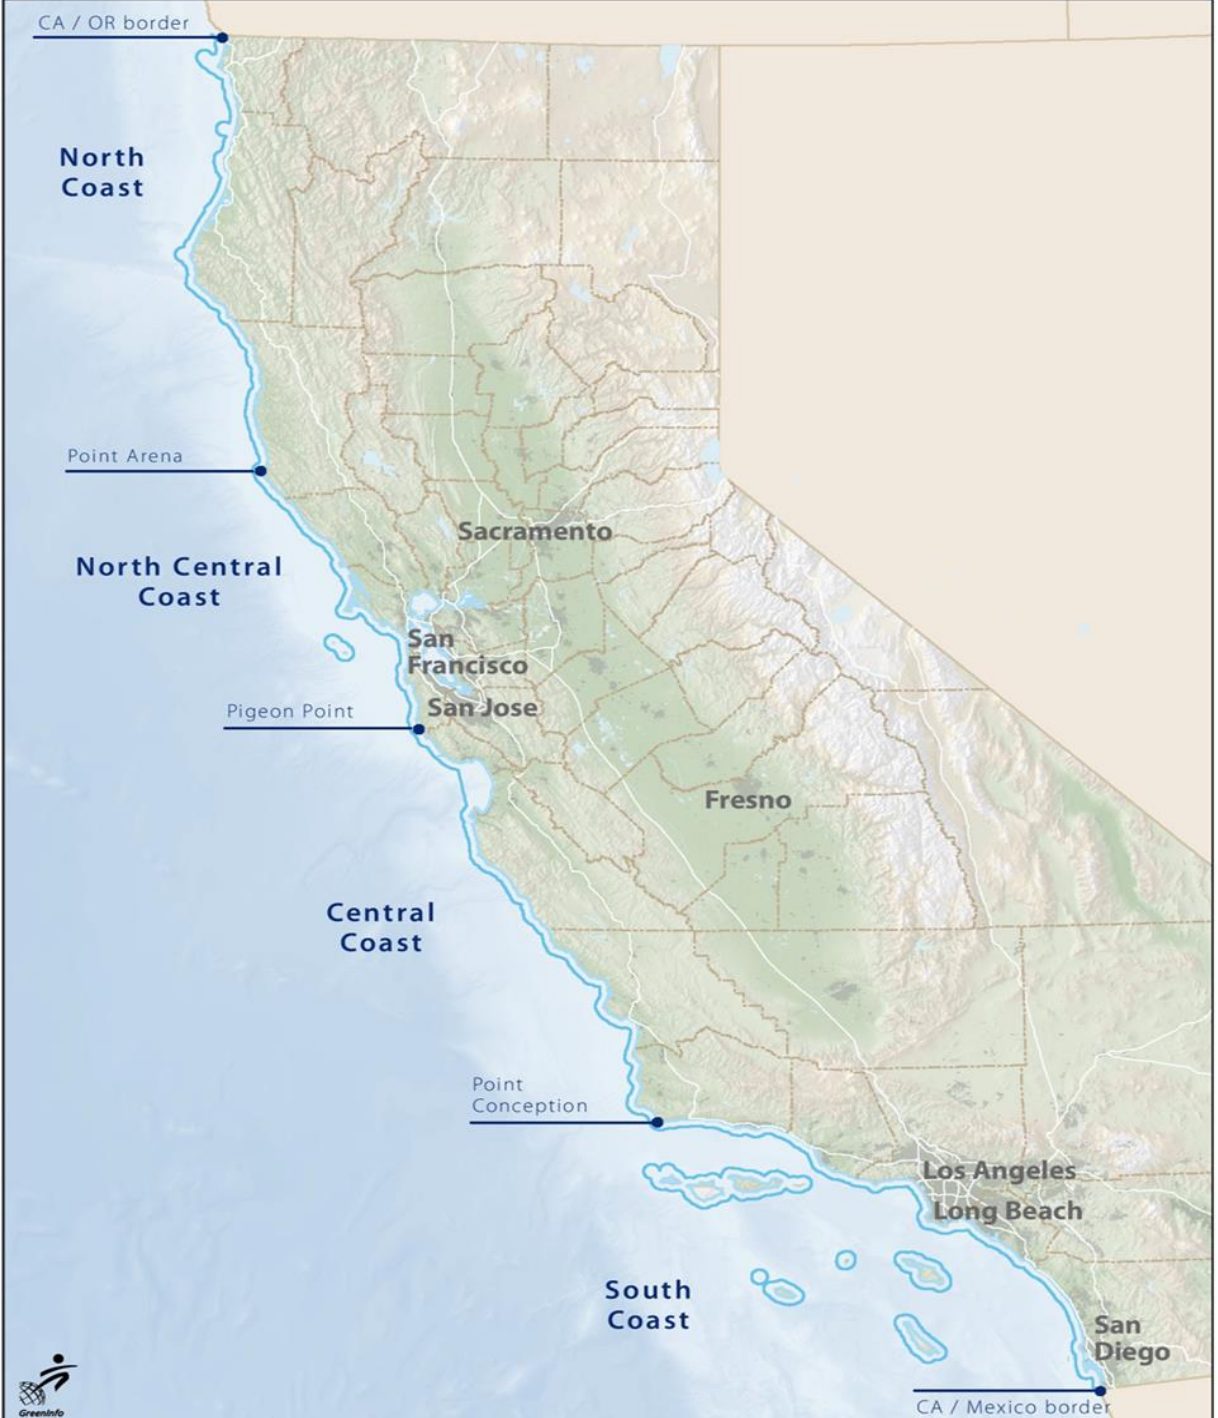 CA / OR border
North
Coast
Point Arena
Sacramento
North Central
Coast
San
Francisco
Pigeon Point
San Jose
Fresno
Central
Coast
Point
Conception
Los Angeles
Long Beach
South
Coast
San
Diego
GreenInfo
CA / Mexico border